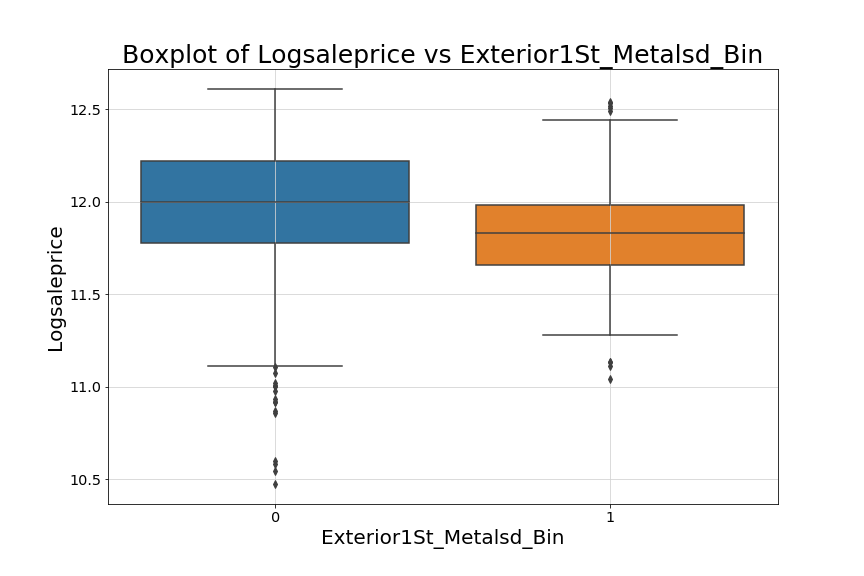 Boxplot of Logsaleprice vs Exterior1St_Metalsd_Bin
12.5
12.0
11.5
11.0
10.5
Logsaleprice
0 1
Exterior1St_Metalsd_Bin